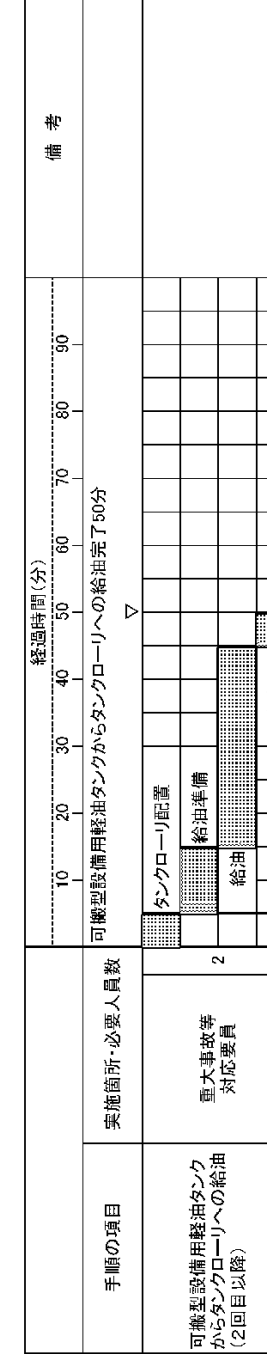 経過時間(分)
備 考
10 20 30 40 50 60 70 80 90
手順の項目
実施箇所・必要人員数
可搬型設備用軽油タンクからタンクローリへの給油完了50分
▽
可搬型設備用軽油タンク
からタンクローリへの給油
(2回目以降)
重大事故等
対応要員
2
タンクローリ配置
給油準備
給油